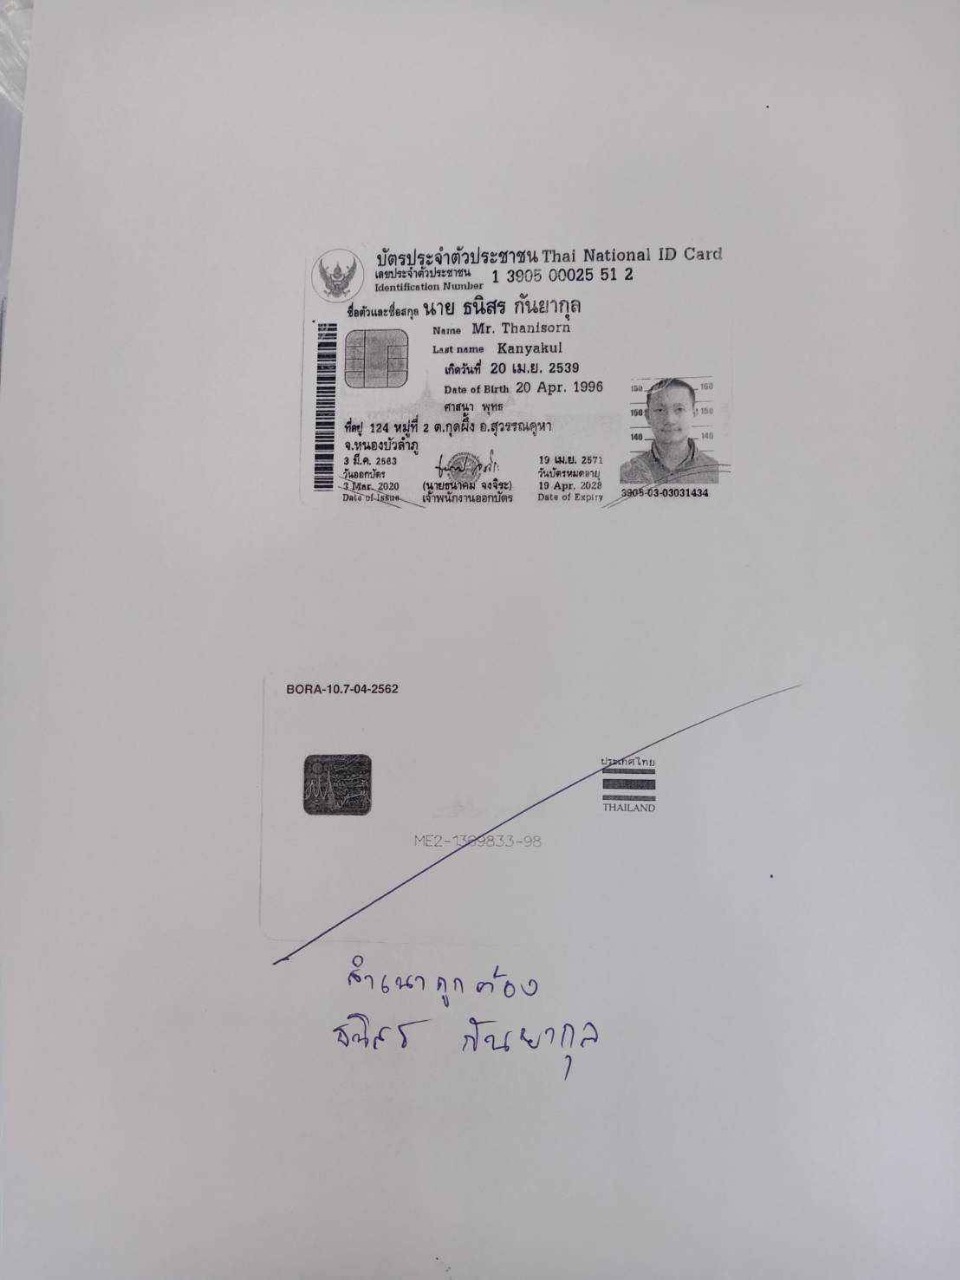 บัตรประจำตัวประชาชน Thai National ID Card
เลขประจำตัวประชาชน
Identification Number
1 3905 00025 51 2
ชื่อตัวและชื่อสกุล นาย ธนิสร กันยากุล
Name Mr. Thanisorn
Last name Kanyakul
เกิดวันที่ 20 เม.ย. 2539
Date of Birth 20 Apr. 1996
ศาสนา พุทธ
ที่อยู่ 124 หมู่ที่ 2 ต.กุดผึ้ง อ.สุวรรณคูหา
จ.หนองบัวลำภู
3 มี.ค. 2563
วันออกบัตร
3 Mar. 2020
Date of Issue
(นายธนาคม จงจิระ)
เจ้าพนักงานออกบัตร
19 เม.ย. 2571
วันบัตรหมดอายุ
19 Apr. 2028
Date of Expiry
160 160
150 150
140 140
3905-03-03031434
BORA-10.7-04-2562
ประเทศไทย
THAILAND
ME2-1369833-98
สำเนาถูกต้อง
ธนิสร กันยากุล